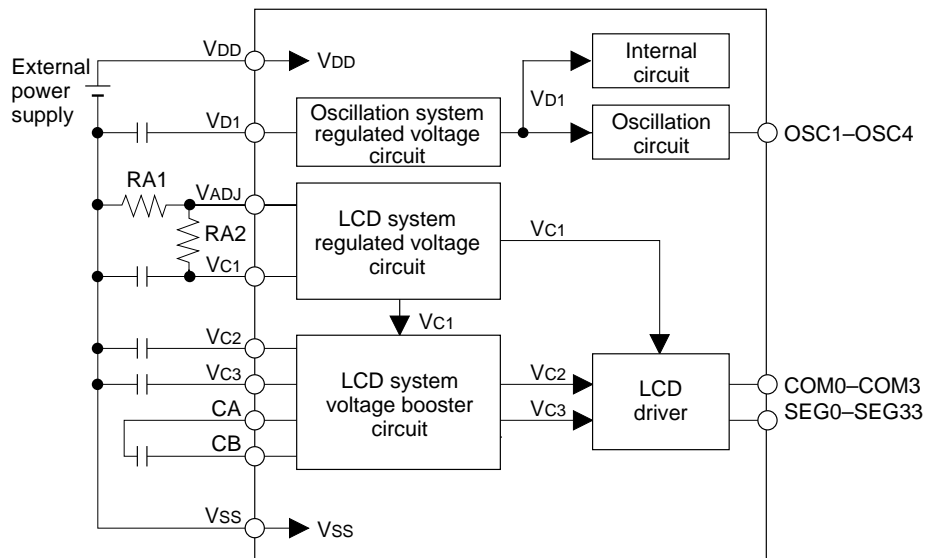 External
power
supply
VDD
VDD
Internal
circuit
VD1
VD1
Oscillation system
regulated voltage
circuit
Oscillation
circuit
OSC1–OSC4
RA1
VADJ
RA2
LCD system
regulated voltage
circuit
VC1
VC1
VC1
VC2
VC3
CA
CB
LCD system
voltage booster
circuit
VC2
VC3
LCD
driver
COM0–COM3
SEG0–SEG33
VSS
VSS